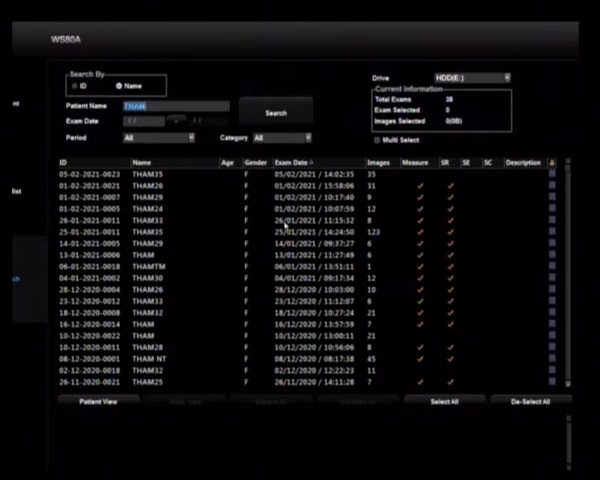 WS80A
Search By
ID Name
Drive HDD(E:)
Current Information
Patient Name THAM
Total Exams 38
Exam Date / / - / /
Search
Exam Selected 0
Images Selected 0(0B)
Period All Category All
Multi Select
ID Name Age Gender Exam Date Images Measure SR SE SC Description
05-02-2021-0023 THAM35 F 05/02/2021 / 14:02:35 35
01-02-2021-0021 THAM26 F 01/02/2021 / 15:58:06 31
01-02-2021-0007 THAM29 F 01/02/2021 / 10:17:40 9
01-02-2021-0005 THAM24 F 01/02/2021 / 10:07:59 12
26-01-2021-0011 THAM33 F 26/01/2021 / 11:15:32 8
25-01-2021-0011 THAM35 F 25/01/2021 / 14:24:50 123
14-01-2021-0005 THAM29 F 14/01/2021 / 09:37:27 6
13-01-2021-0006 THAM F 13/01/2021 / 11:27:49 6
06-01-2021-0018 THAMTM F 06/01/2021 / 13:51:11 1
04-01-2021-0002 THAM30 F 04/01/2021 / 09:17:34 12
28-12-2020-0004 THAM26 F 28/12/2020 / 10:03:00 10
23-12-2020-0012 THAM33 F 23/12/2020 / 11:12:07 6
18-12-2020-0008 THAM32 F 18/12/2020 / 10:27:24 21
16-12-2020-0014 THAM F 16/12/2020 / 13:57:59 7
10-12-2020-0022 THAM F 10/12/2020 / 13:00:11 21
10-12-2020-0011 THAM28 F 10/12/2020 / 10:56:06 8
08-12-2020-0001 THAM NT F 08/12/2020 / 08:17:38 45
02-12-2020-0018 THAM32 F 02/12/2020 / 12:22:23 11
26-11-2020-0021 THAM25 F 26/11/2020 / 14:11:28 7
Patient View Select All De-Select All